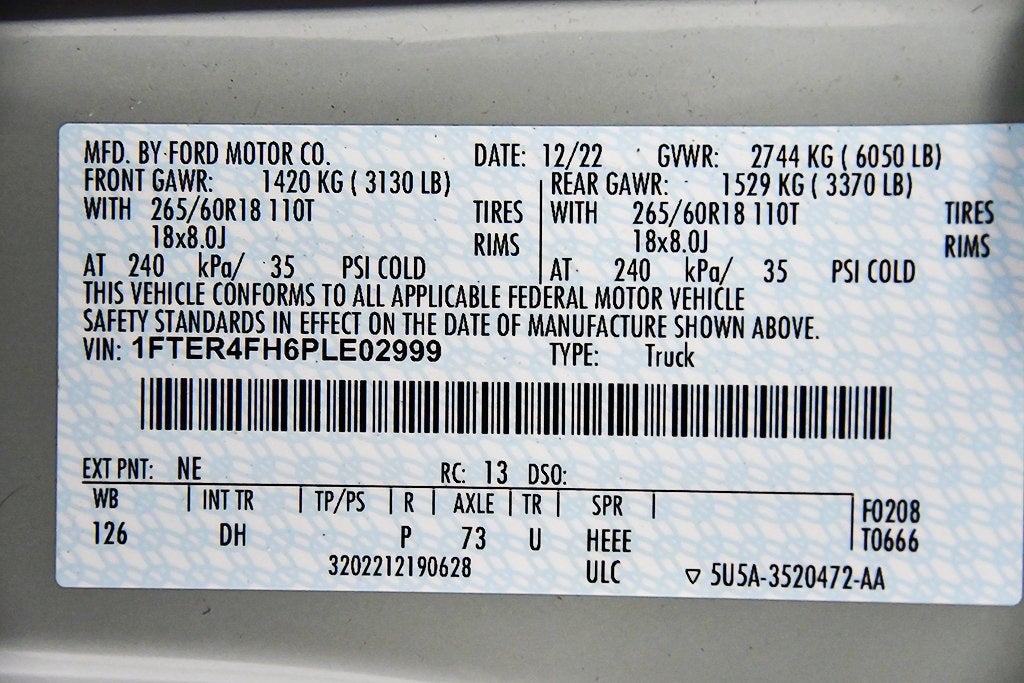 MFD. BY FORD MOTOR CO. DATE: 12/22 GVWR: 2744 KG ( 6050 LB)
FRONT GAWR: 1420 KG ( 3130 LB) REAR GAWR: 1529 KG ( 3370 LB)
WITH 265/60R18 110T TIRES WITH 265/60R18 110T TIRES
18x8.0J RIMS 18x8.0J RIMS
AT 240 kPa/ 35 PSI COLD AT 240 kPa/ 35 PSI COLD
THIS VEHICLE CONFORMS TO ALL APPLICABLE FEDERAL MOTOR VEHICLE
SAFETY STANDARDS IN EFFECT ON THE DATE OF MANUFACTURE SHOWN ABOVE.
VIN: 1FTER4FH6PLE02999 TYPE: Truck
EXT PNT: NE RC: 13 DSO:
WB INT TR TP/PS R AXLE TR SPR F0208
126 DH P 73 U HEEE T0666
3202212190628 ULC ▽ 5U5A-3520472-AA